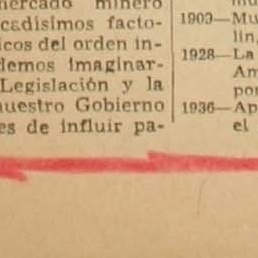 mercado minero
cadísimos facto-
icos del orden in-
demos imaginar-
Legislación y la
nuestro Gobierno
es de influir pa-
1900—Mu
lin
1928—La
Am
por
1936—Ap
el